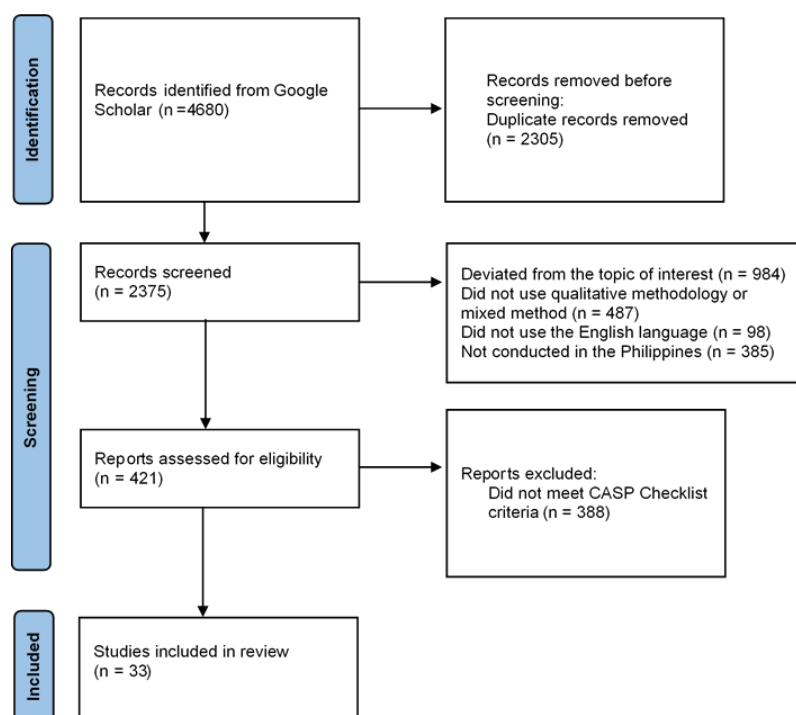 Identification
Records identified from Google
Scholar (n =4680)
Records removed before
screening:
Duplicate records removed
(n = 2305)
Screening
Records screened
(n = 2375)
Deviated from the topic of interest (n = 984)
Did not use qualitative methodology or
mixed method
(n = 487)
Did not use the English language (n = 98)
Not conducted in the Philippines (n = 385)
Reports assessed for eligibility
(n = 421)
Reports excluded:
Did not meet CASP Checklist
criteria (n = 388)
Included
Studies included in review
(n = 33)